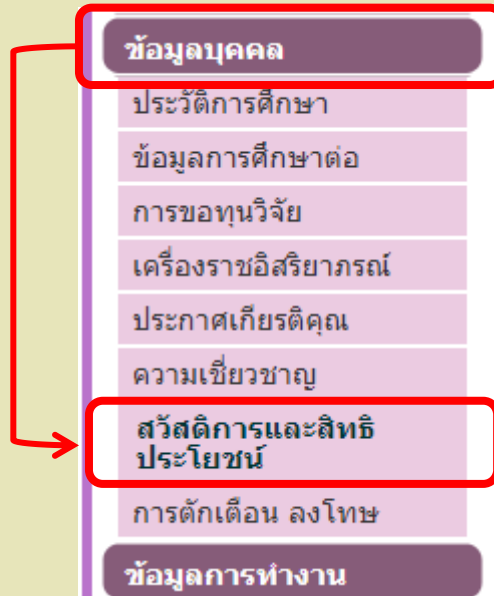 ข้อมูลบุคคล
ประวัติการศึกษา
ข้อมูลการศึกษาต่อ
การขอทุนวิจัย
เครื่องราชอิสริยาภรณ์
ประกาศเกียรติคุณ
ความเชี่ยวชาญ
สวัสดิการและสิทธิ
ประโยชน์
การตักเตือน ลงโทษ
ข้อมูลการทำงาน